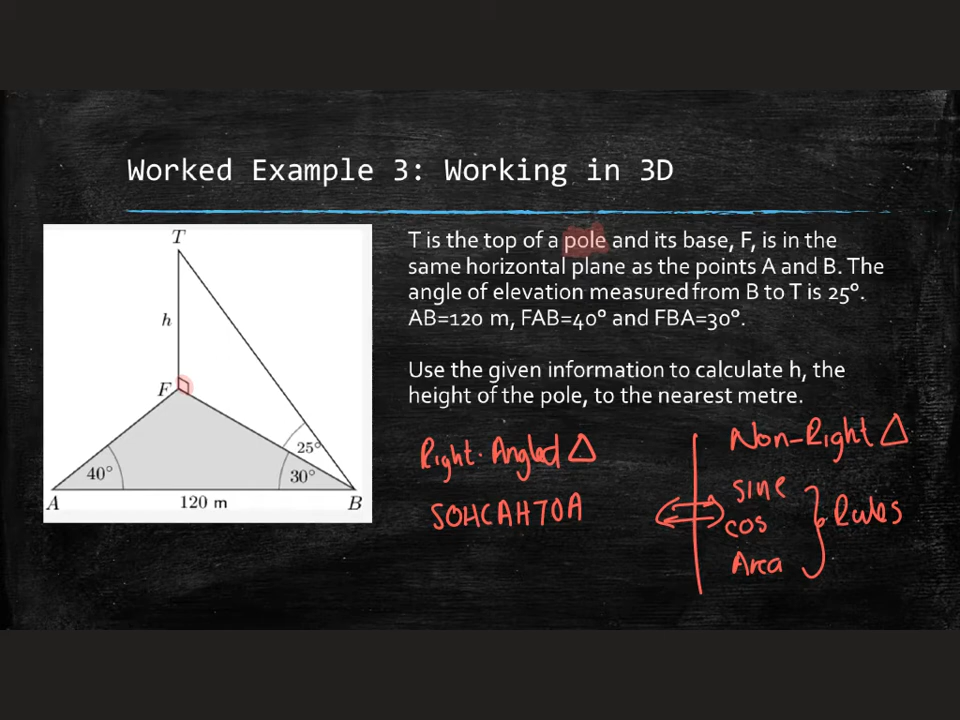 Worked Example 3: Working in 3D
T
h
F
25°
40°
30°
A
120 m
B
T is the top of a pole and its base, F, is in the
same horizontal plane as the points A and B. The
angle of elevation measured from B to T is 25º.
AB=120 m, FAB=40º and FBA=30º.
Use the given information to calculate h, the
height of the pole, to the nearest metre.
Right-Angled △
SOHCAHTOA
Non-Right △
sine
cos
Area
Rules